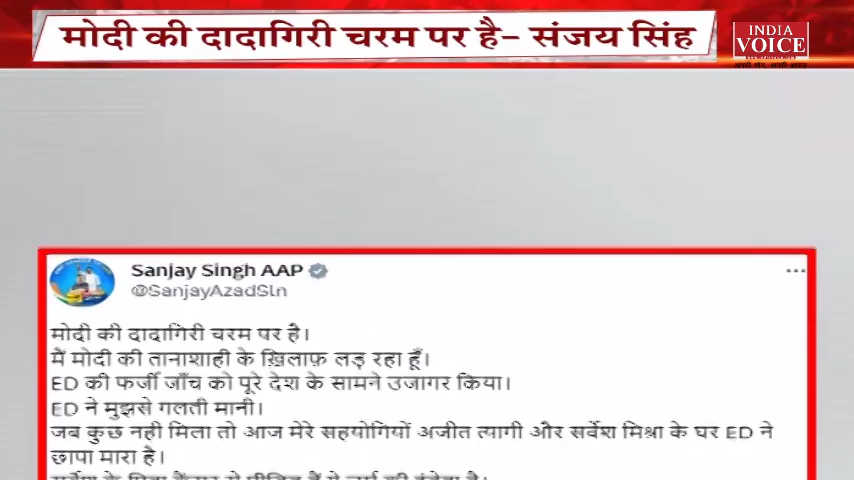 मोदी की दादागिरी चरम पर है- संजय सिंह
INDIA
VOICE
Sanjay Singh AAP
@SanjayAzadSln
मोदी की दादागिरी चरम पर है।
मैं मोदी की तानाशाही के ख़िलाफ़ लड़ रहा हूँ।
ED की फर्जी जाँच को पूरे देश के सामने उजागर किया।
ED ने मुझसे गलती मानी।
जब कुछ नही मिला तो आज मेरे सहयोगियों अजीत त्यागी और सर्वेश मिश्रा के घर ED ने
छापा मारा है।